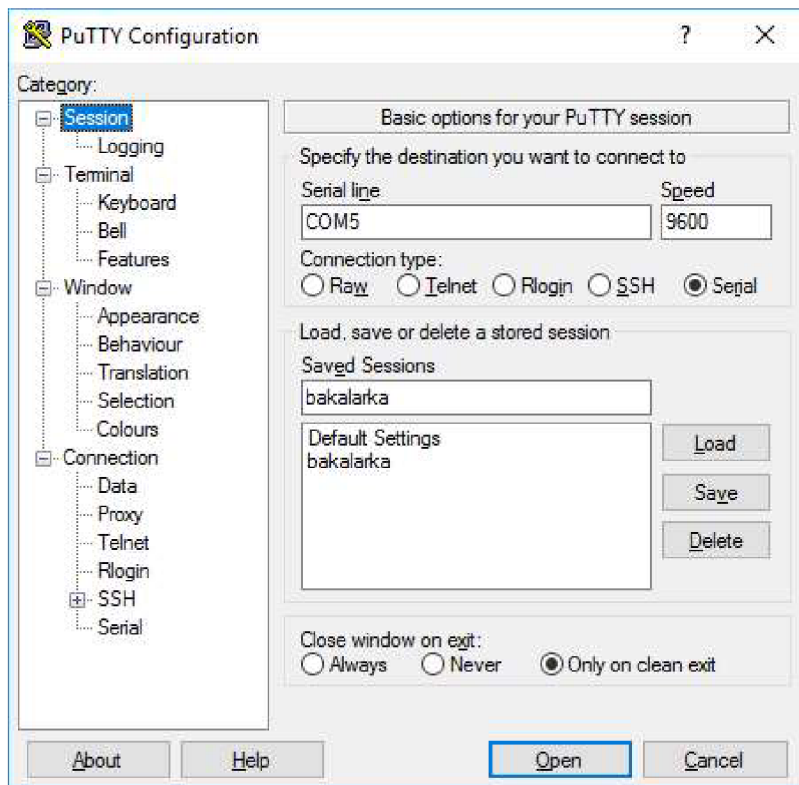 PuTTY Configuration
?
Category:
Session
Logging
Terminal
Keyboard
Bell
Features
Window
Appearance
Behaviour
Translation
Selection
Colours
Connection
Data
Proxy
Telnet
Rlogin
SSH
Serial
Basic options for your PuTTY session
Specify the destination you want to connect to
Serial line Speed
COM5 9600
Connection type:
Raw Telnet Rlogin SSH Serial
Load, save or delete a stored session
Saved Sessions
bakalarka
Default Settings
bakalarka
Load
Save
Delete
Close window on exit:
Always Never Only on clean exit
About Help Open Cancel